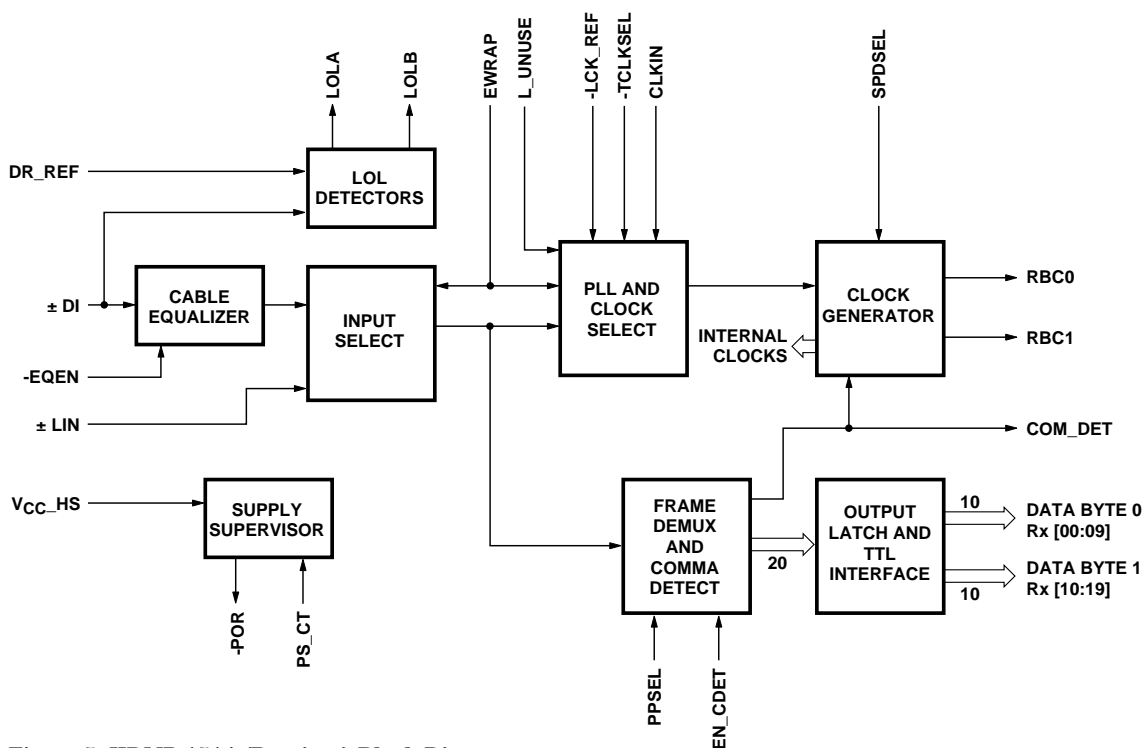 LOLA
LOLB
EWRAP
L_UNUSE
-LCK_REF
-TCLKSEL
CLKIN
SPDSEL
DR_REF
LOL
DETECTORS
± DI
CABLE
EQUALIZER
INPUT
SELECT
PLL AND
CLOCK
SELECT
CLOCK
GENERATOR
RBC0
RBC1
INTERNAL
CLOCKS
-EQEN
± LIN
COM_DET
VCC_HS
SUPPLY
SUPERVISOR
-POR
PS_CT
FRAME
DEMUX
AND
COMMA
DETECT
20
OUTPUT
LATCH AND
TTL
INTERFACE
10
DATA BYTE 0
Rx [00:09]
DATA BYTE 1
Rx [10:19]
10
PPSEL
EN_CDET